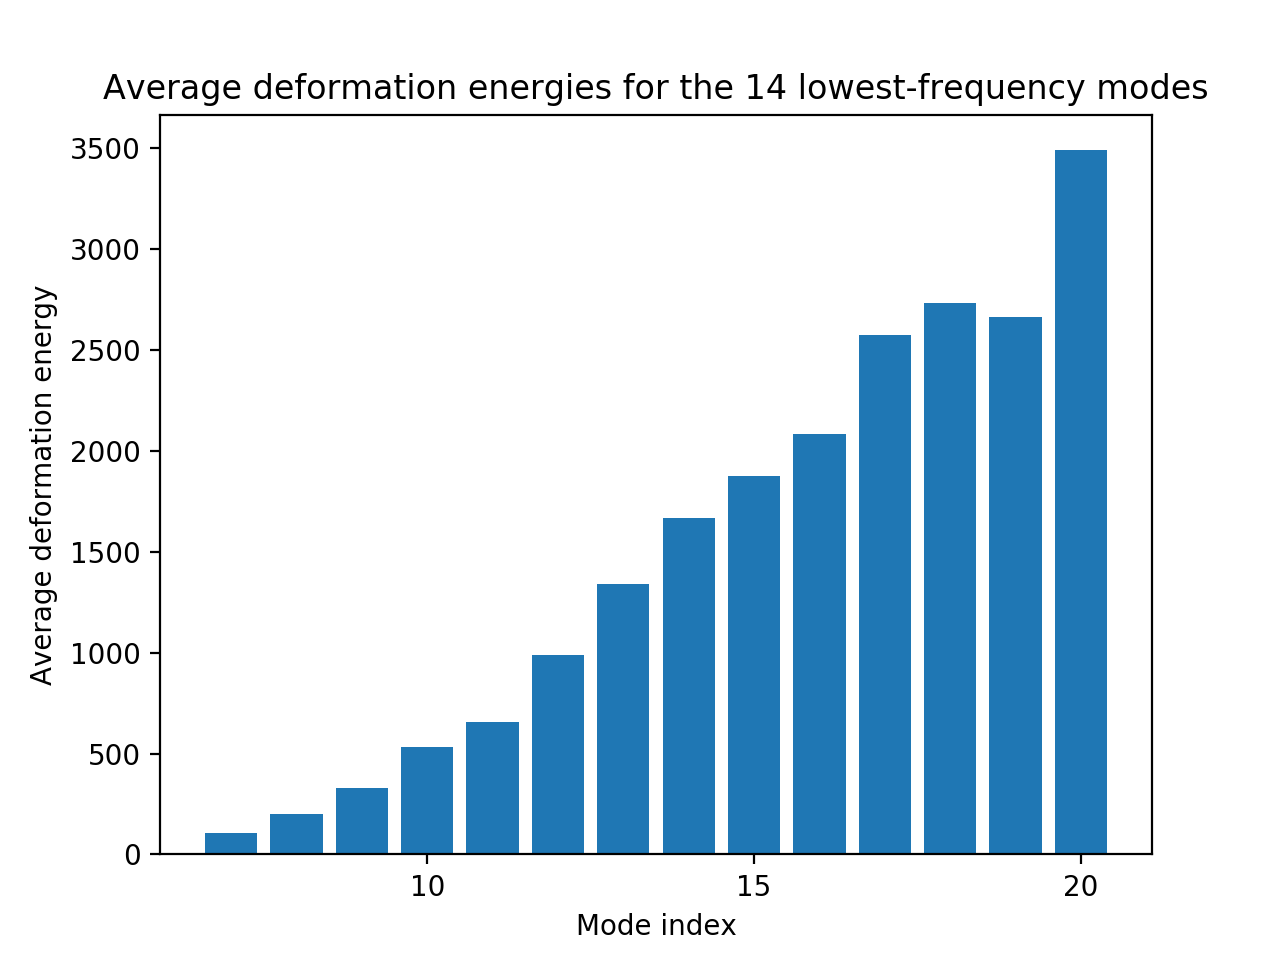 Average deformation energies for the 14 lowest-frequency modes
Average deformation energy
3500
3000
2500
2000
1500
1000
500
0
10 15 20
Mode index